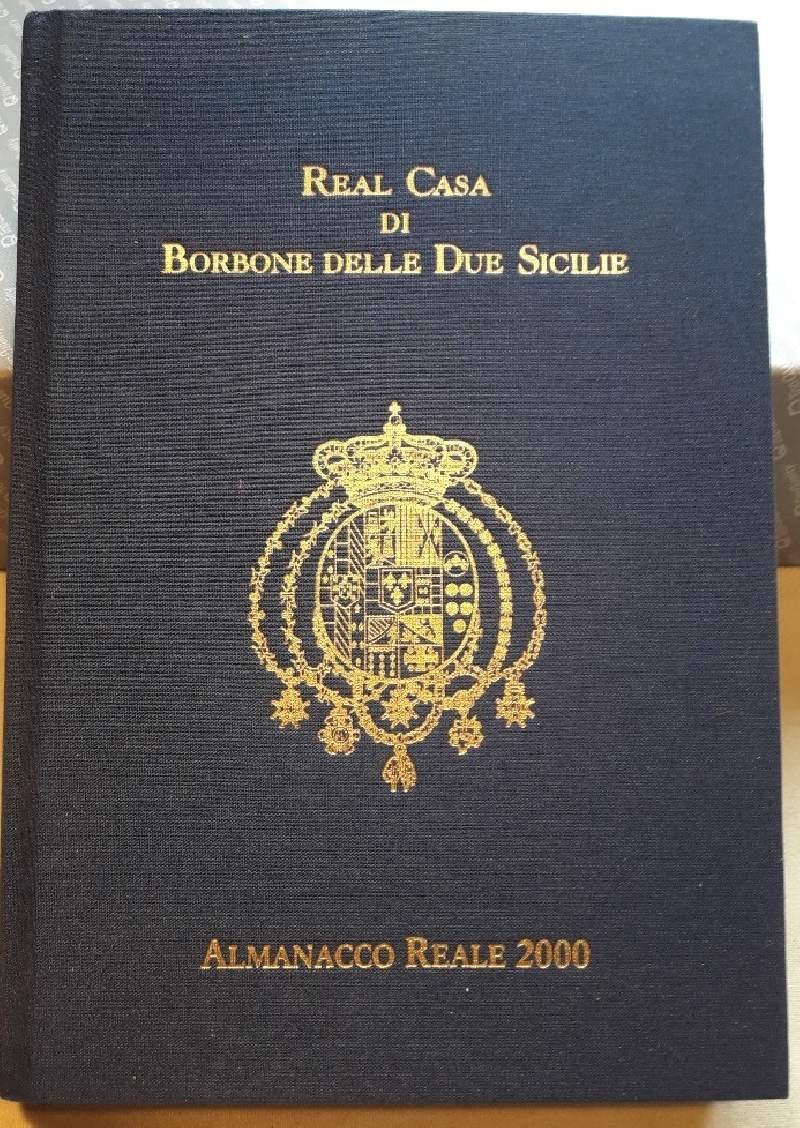 Real Casa
di
Borbone delle Due Sicilie
Almanacco Reale 2000